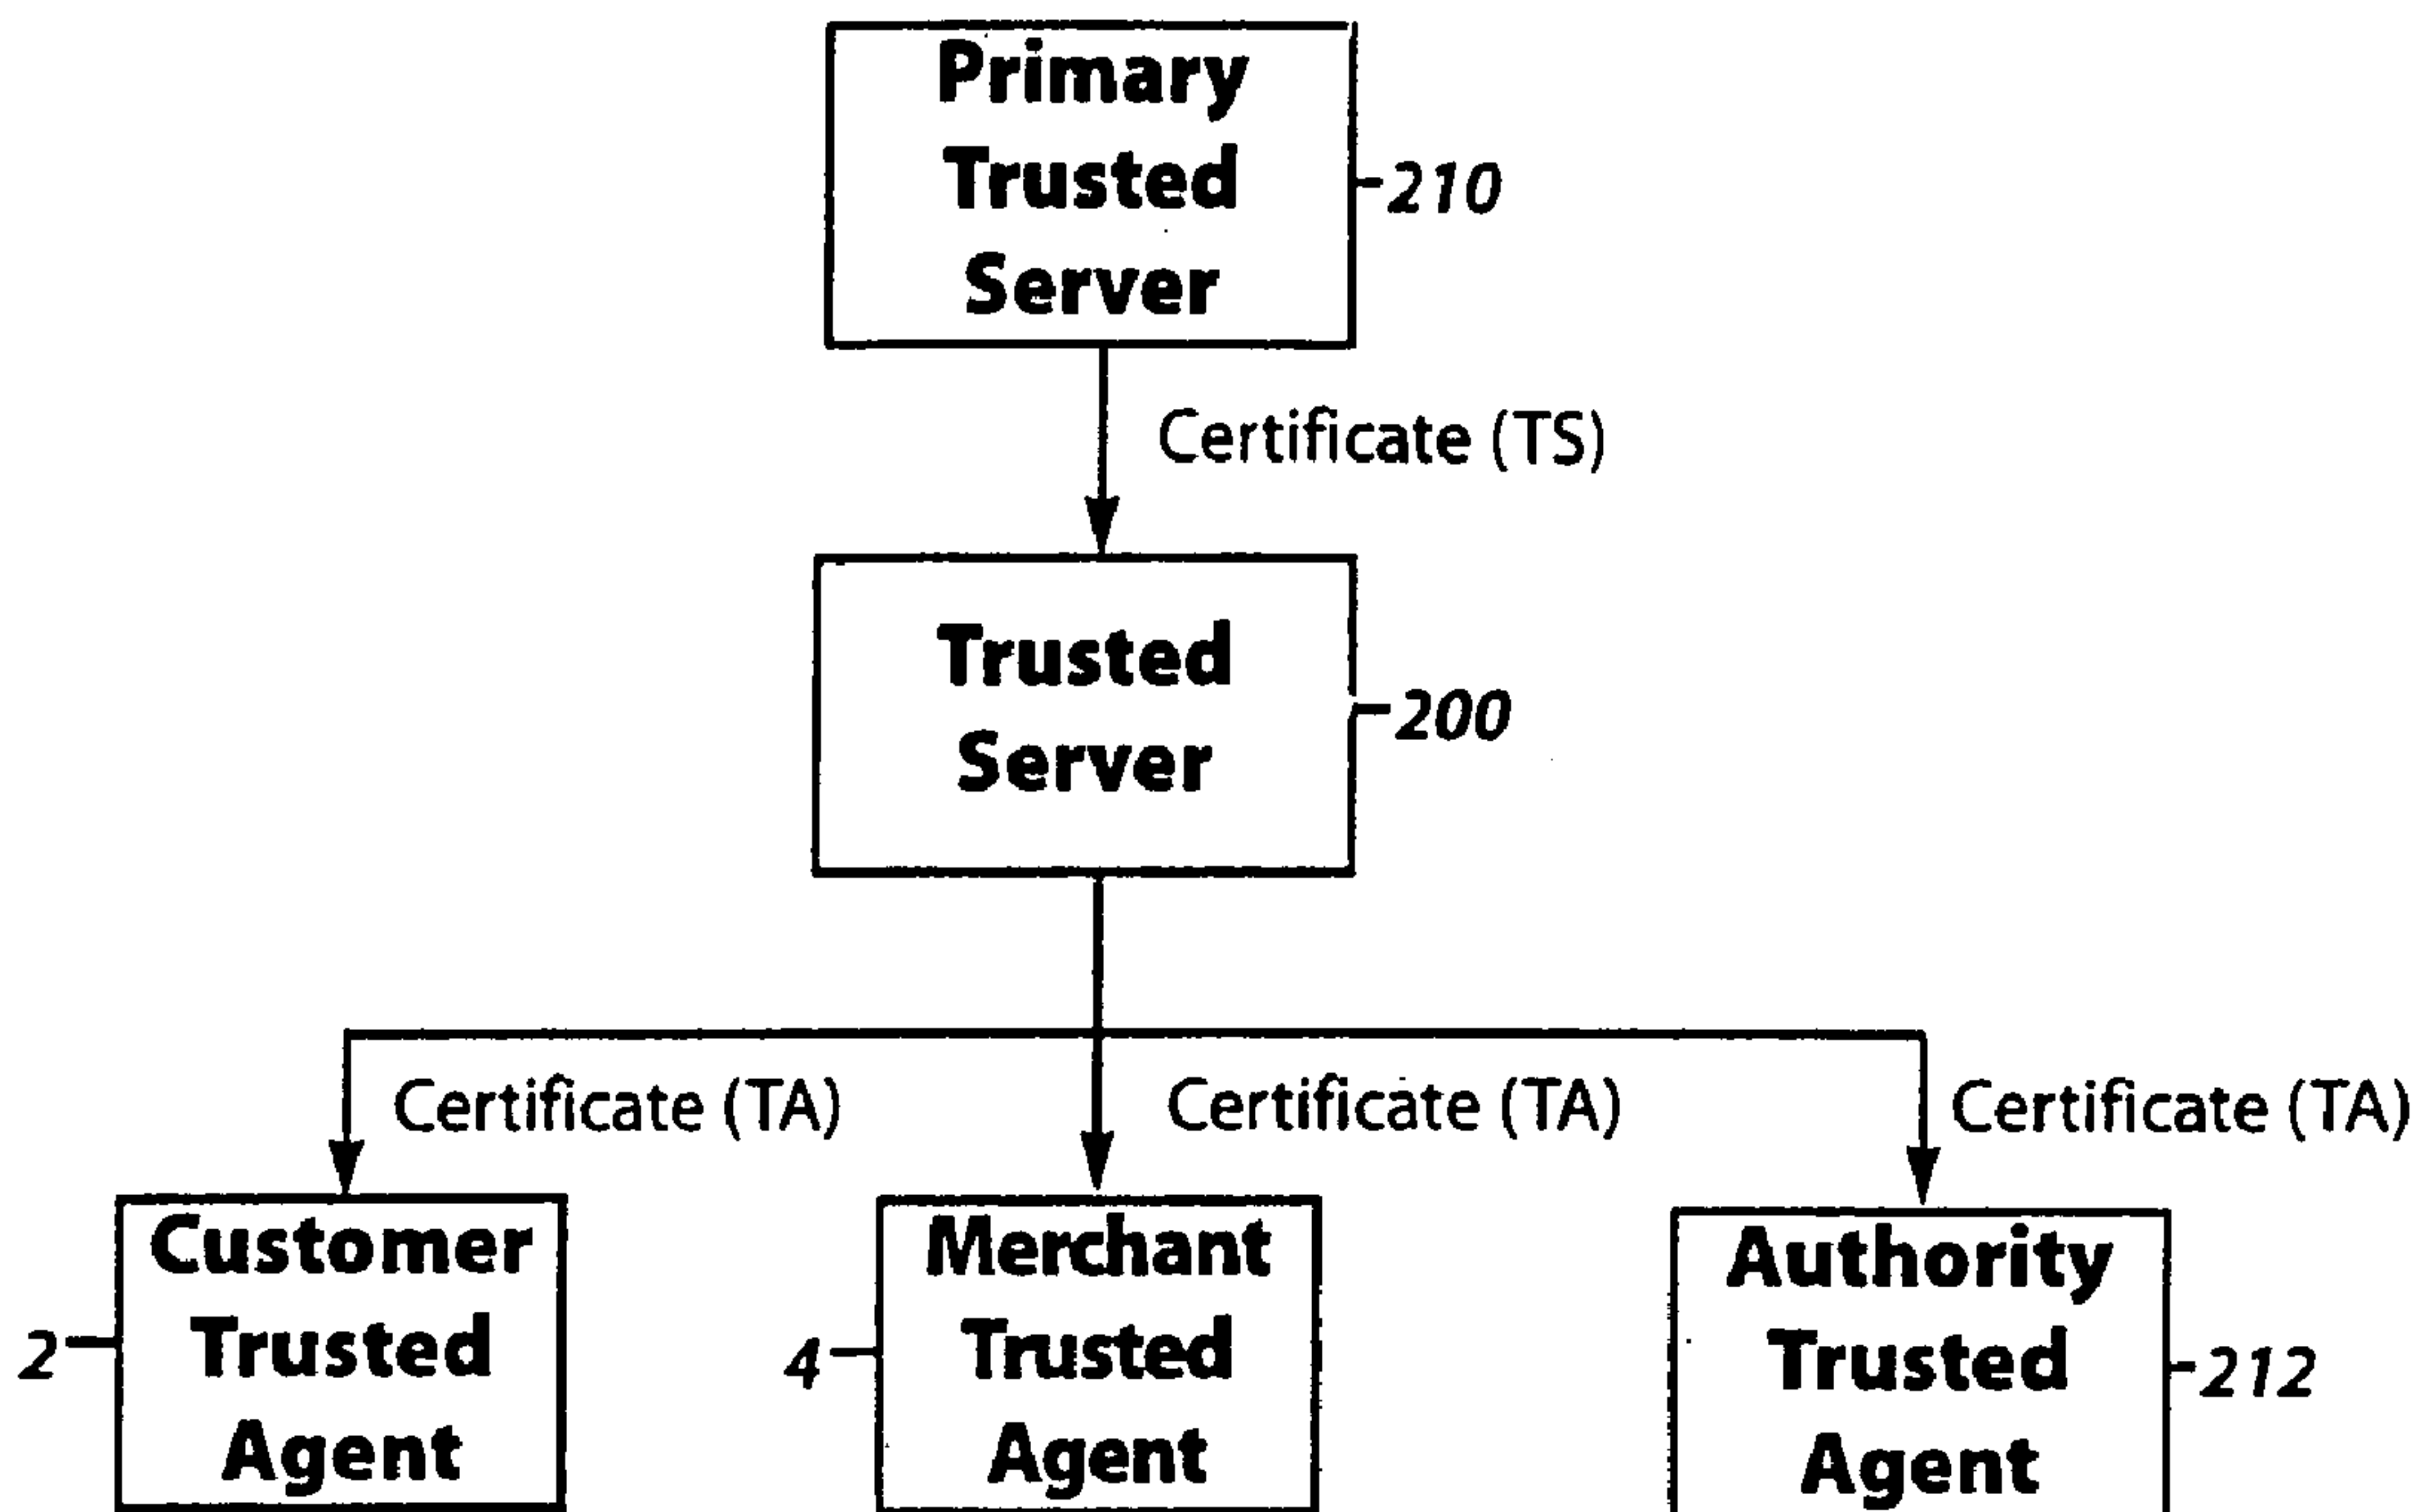 Primary
Trusted
Server
210
Certificate (TS)
Trusted
Server
200
Certificate (TA)
Certificate (TA)
Certificate (TA)
Customer
Trusted
Agent
2
Merchant
Trusted
Agent
4
Authority
Trusted
Agent
212